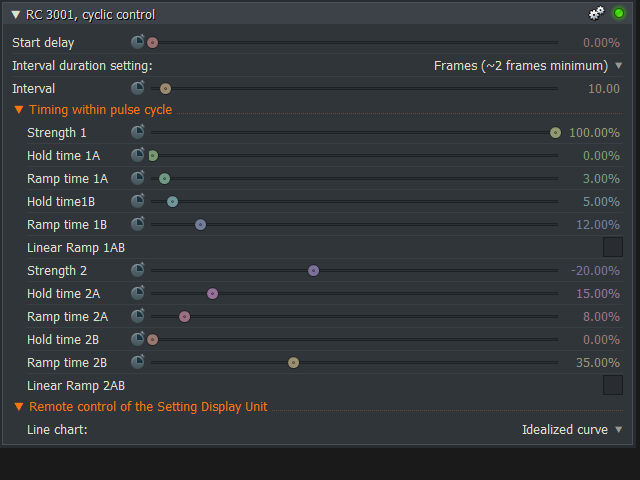 RC 3001, cyclic control
Start delay 0.00%
Interval duration setting: Frames (~2 frames minimum)
Interval 10.00
Timing within pulse cycle
Strength 1 100.00%
Hold time 1A 0.00%
Ramp time 1A 3.00%
Hold time1B 5.00%
Ramp time 1B 12.00%
Linear Ramp 1AB
Strength 2 -20.00%
Hold time 2A 15.00%
Ramp time 2A 8.00%
Hold time 2B 0.00%
Ramp time 2B 35.00%
Linear Ramp 2AB
Remote control of the Setting Display Unit
Line chart: Idealized curve